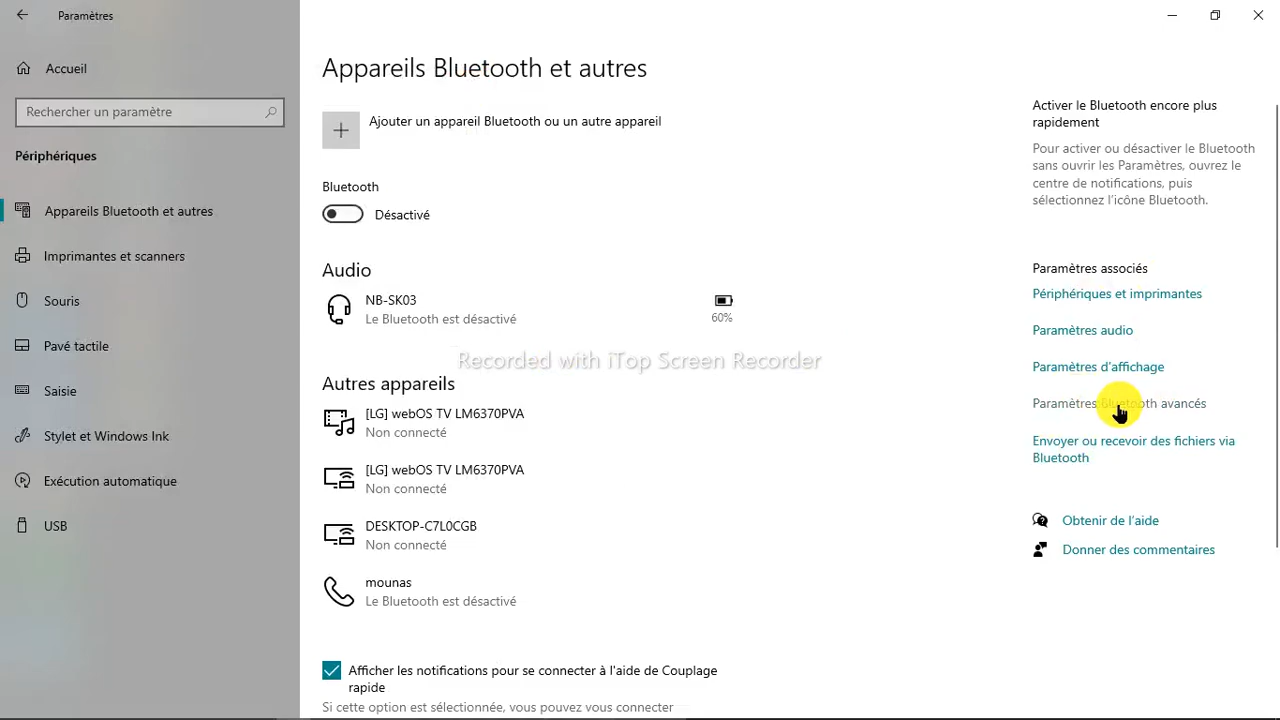 Paramètres
Accueil
Rechercher un paramètre
Périphériques
Appareils Bluetooth et autres
Imprimantes et scanners
Souris
Pavé tactile
Saisie
Stylet et Windows Ink
Exécution automatique
USB
Appareils Bluetooth et autres
Ajouter un appareil Bluetooth ou un autre appareil
Bluetooth
Désactivé
Audio
NB-SK03
Le Bluetooth est désactivé
60%
Recorded with iTop Screen Recorder
Autres appareils
[LG] webOS TV LM6370PVA
Non connecté
[LG] webOS TV LM6370PVA
Non connecté
DESKTOP-C7L0CGB
Non connecté
mounas
Le Bluetooth est désactivé
Afficher les notifications pour se connecter à l'aide de Couplage
rapide
Si cette option est sélectionnée, vous pouvez vous connecter
Activer le Bluetooth encore plus
rapidement
Pour activer ou désactiver le Bluetooth
sans ouvrir les Paramètres, ouvrez le
centre de notifications, puis
sélectionnez l'icône Bluetooth.
Paramètres associés
Périphériques et imprimantes
Paramètres audio
Paramètres d'affichage
Paramètres Bluetooth avancés
Envoyer ou recevoir des fichiers via
Bluetooth
Obtenir de l'aide
Donner des commentaires